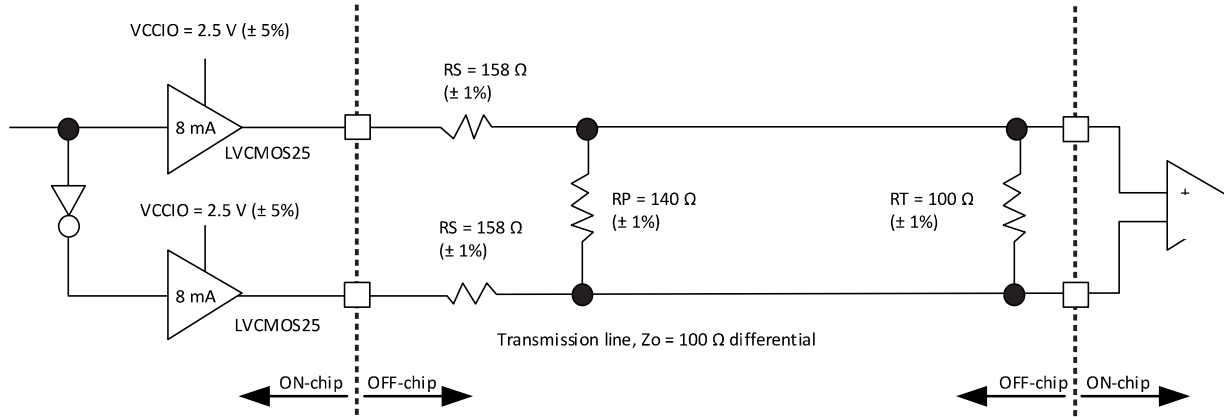 VCCIO = 2.5 V (± 5%)
RS = 158 Ω
(± 1%)
8 mA
LVCMOS25
VCCIO = 2.5 V (± 5%)
RP = 140 Ω
(± 1%)
RT = 100 Ω
(± 1%)
+
RS = 158 Ω
(± 1%)
8 mA
LVCMOS25
Transmission line, Zo = 100 Ω differential
ON-chip
OFF-chip
OFF-chip
ON-chip